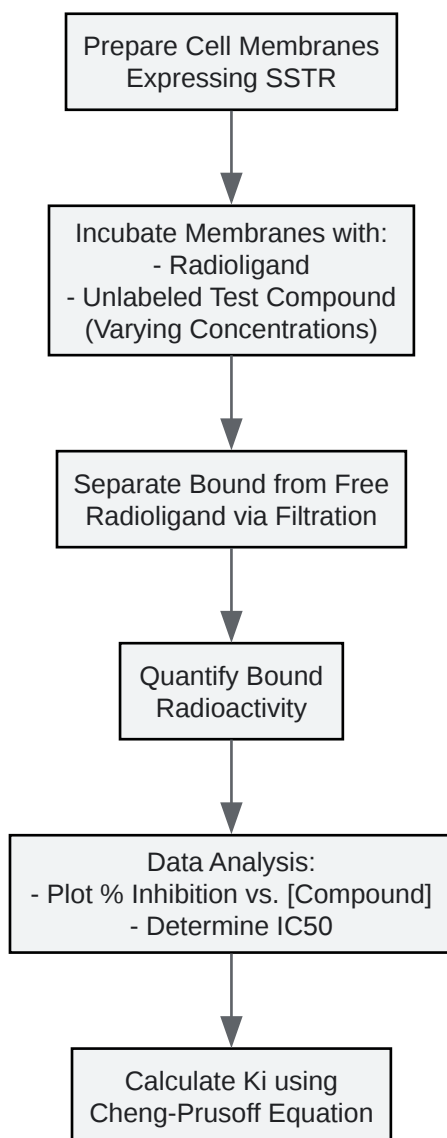 Prepare Cell Membranes
Expressing SSTR
Incubate Membranes with:
- Radioligand
- Unlabeled Test Compound
(Varying Concentrations)
Separate Bound from Free
Radioligand via Filtration
Quantify Bound
Radioactivity
Data Analysis:
- Plot % Inhibition vs. [Compound]
- Determine IC50
Calculate Ki using
Cheng-Prusoff Equation